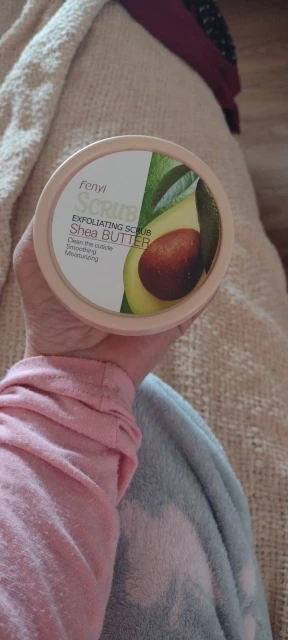 Fenyi
SCRUB
EXFOLIATING SCRUB
Shea BUTTER
Clean the cuticle
Smoothing
Moisturizing